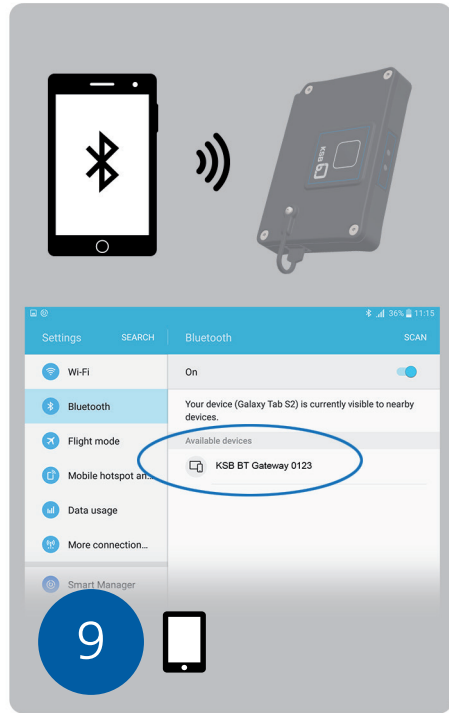 KSB
36% 11:15
Settings SEARCH Bluetooth SCAN
Wi-Fi On
Bluetooth Your device (Galaxy Tab S2) is currently visible to nearby
devices.
Flight mode Available devices
KSB BT Gateway 0123
Mobile hotspot an...
Data usage
More connection...
Smart Manager
9